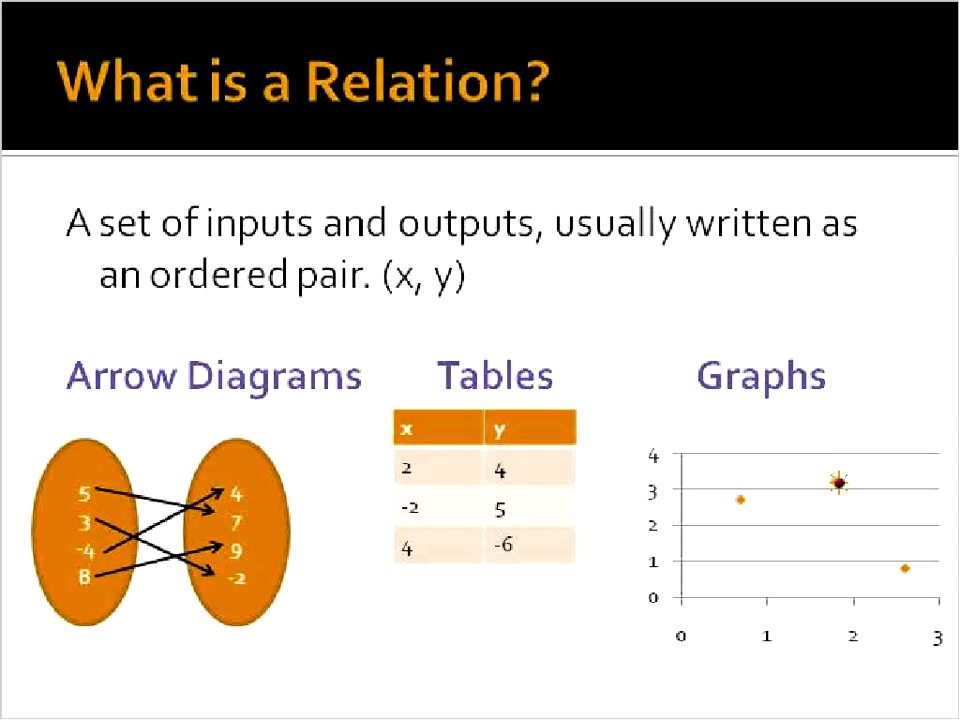 What is a Relation?
A set of inputs and outputs, usually written as
an ordered pair. (x, y)
Arrow Diagrams
5
3
-4
8
4
7
9
-2
Tables
x y
2 4
-2 5
4 -6
Graphs
4
3
2
1
0
0 1 2 3